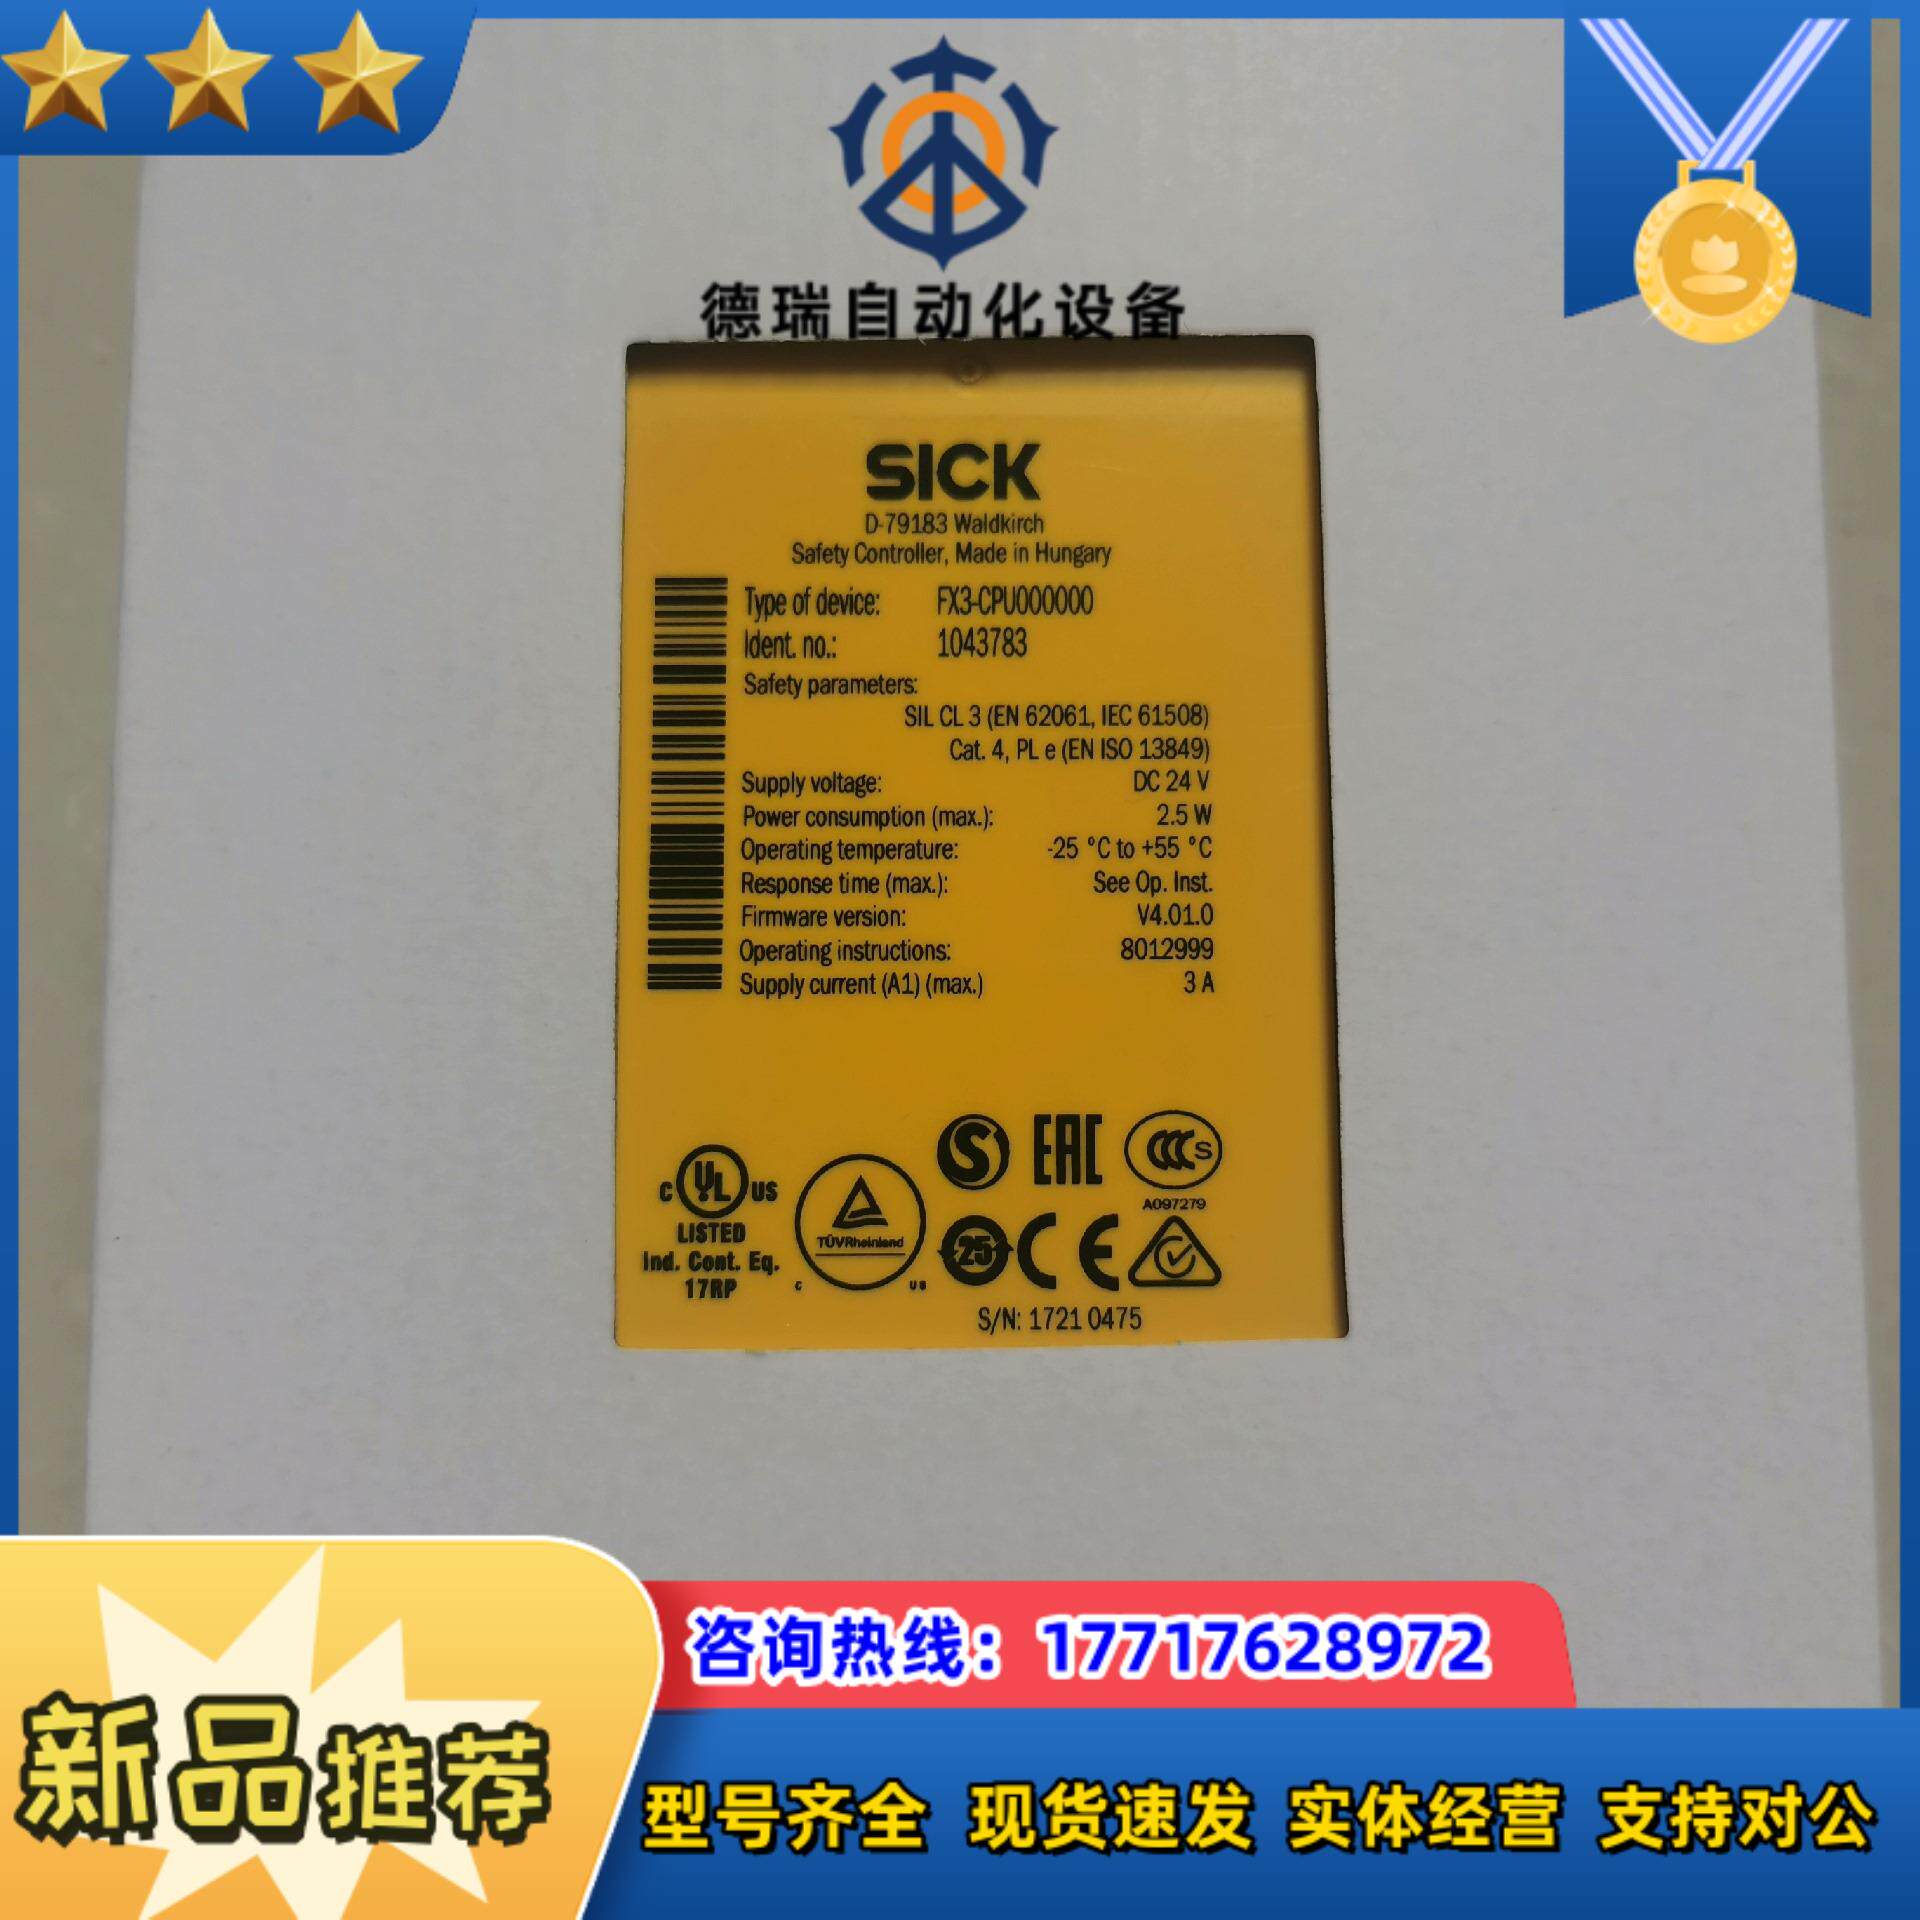 德瑞自动化设备
SICK
D-79183 Waldkirch
Safety Controller, Made in Hungary
Type of device: FX3-CPU000000
Ident. no.: 1043783
Safety parameters:
SIL CL 3 (EN 62061, IEC 61508)
Cat. 4, PL e (EN ISO 13849)
Supply voltage: DC 24 V
Power consumption (max.): 2.5 W
Operating temperature: -25 °C to +55 °C
Response time (max.): See Op. Inst.
Firmware version: V4.01.0
Operating instructions: 8012999
Supply current (A1) (max.) 3 A
S EAC CCC S
A097279
C UL US
LISTED
Ind. Cont. Eq.
17RP
TÜVRheinland
C US
25 CE
S/N: 1721 0475
咨询热线：17717628972
新品推荐
型号齐全 现货速发 实体经营 支持对公